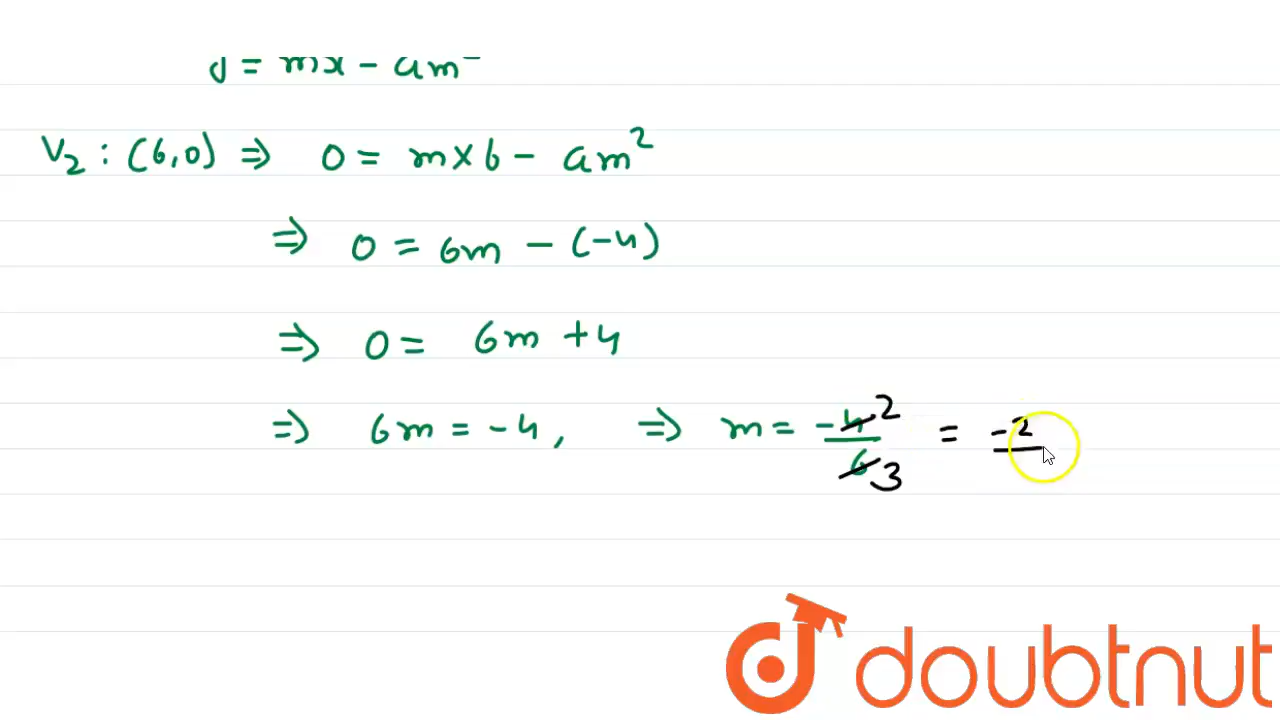 y = mx - am²
V₂ : (6,0) ⇒ 0 = m×6 - am²
⇒ 0 = 6m - (-4)
⇒ 0 = 6m + 4
⇒ 6m = -4, ⇒ m = -4/6 2 3 = -2
doubtnut